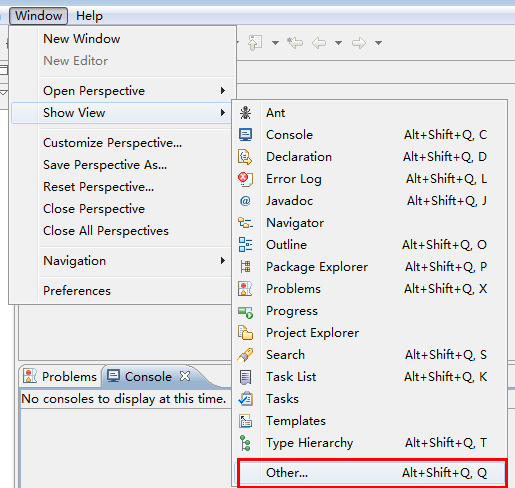 Window Help
New Window
New Editor
Open Perspective
Show View
Customize Perspective...
Save Perspective As...
Reset Perspective...
Close Perspective
Close All Perspectives
Navigation
Preferences
Ant
Console Alt+Shift+Q, C
Declaration Alt+Shift+Q, D
Error Log Alt+Shift+Q, L
Javadoc Alt+Shift+Q, J
Navigator
Outline Alt+Shift+Q, O
Package Explorer Alt+Shift+Q, P
Problems Alt+Shift+Q, X
Progress
Project Explorer
Search Alt+Shift+Q, S
Task List Alt+Shift+Q, K
Tasks
Templates
Type Hierarchy Alt+Shift+Q, T
Other... Alt+Shift+Q, Q
Problems Console
No consoles to display at this time.